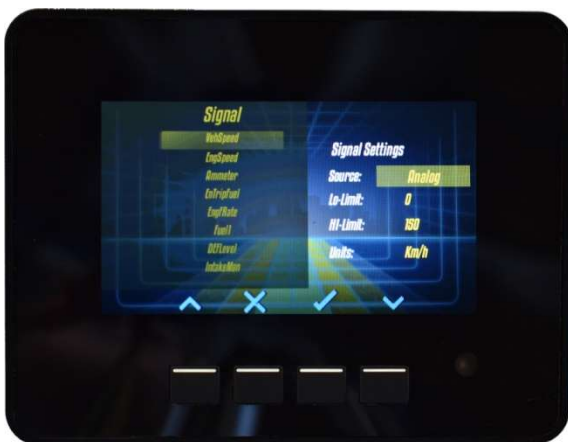 Signal
VehSpeed
EngSpeed
Ammeter
EnTripFuel
EngFRate
Fuel1
DEFLevel
IntakeMan
Signal Settings
Source: Analog
Lo-Limit: 0
Hi-Limit: 150
Units: Km/h